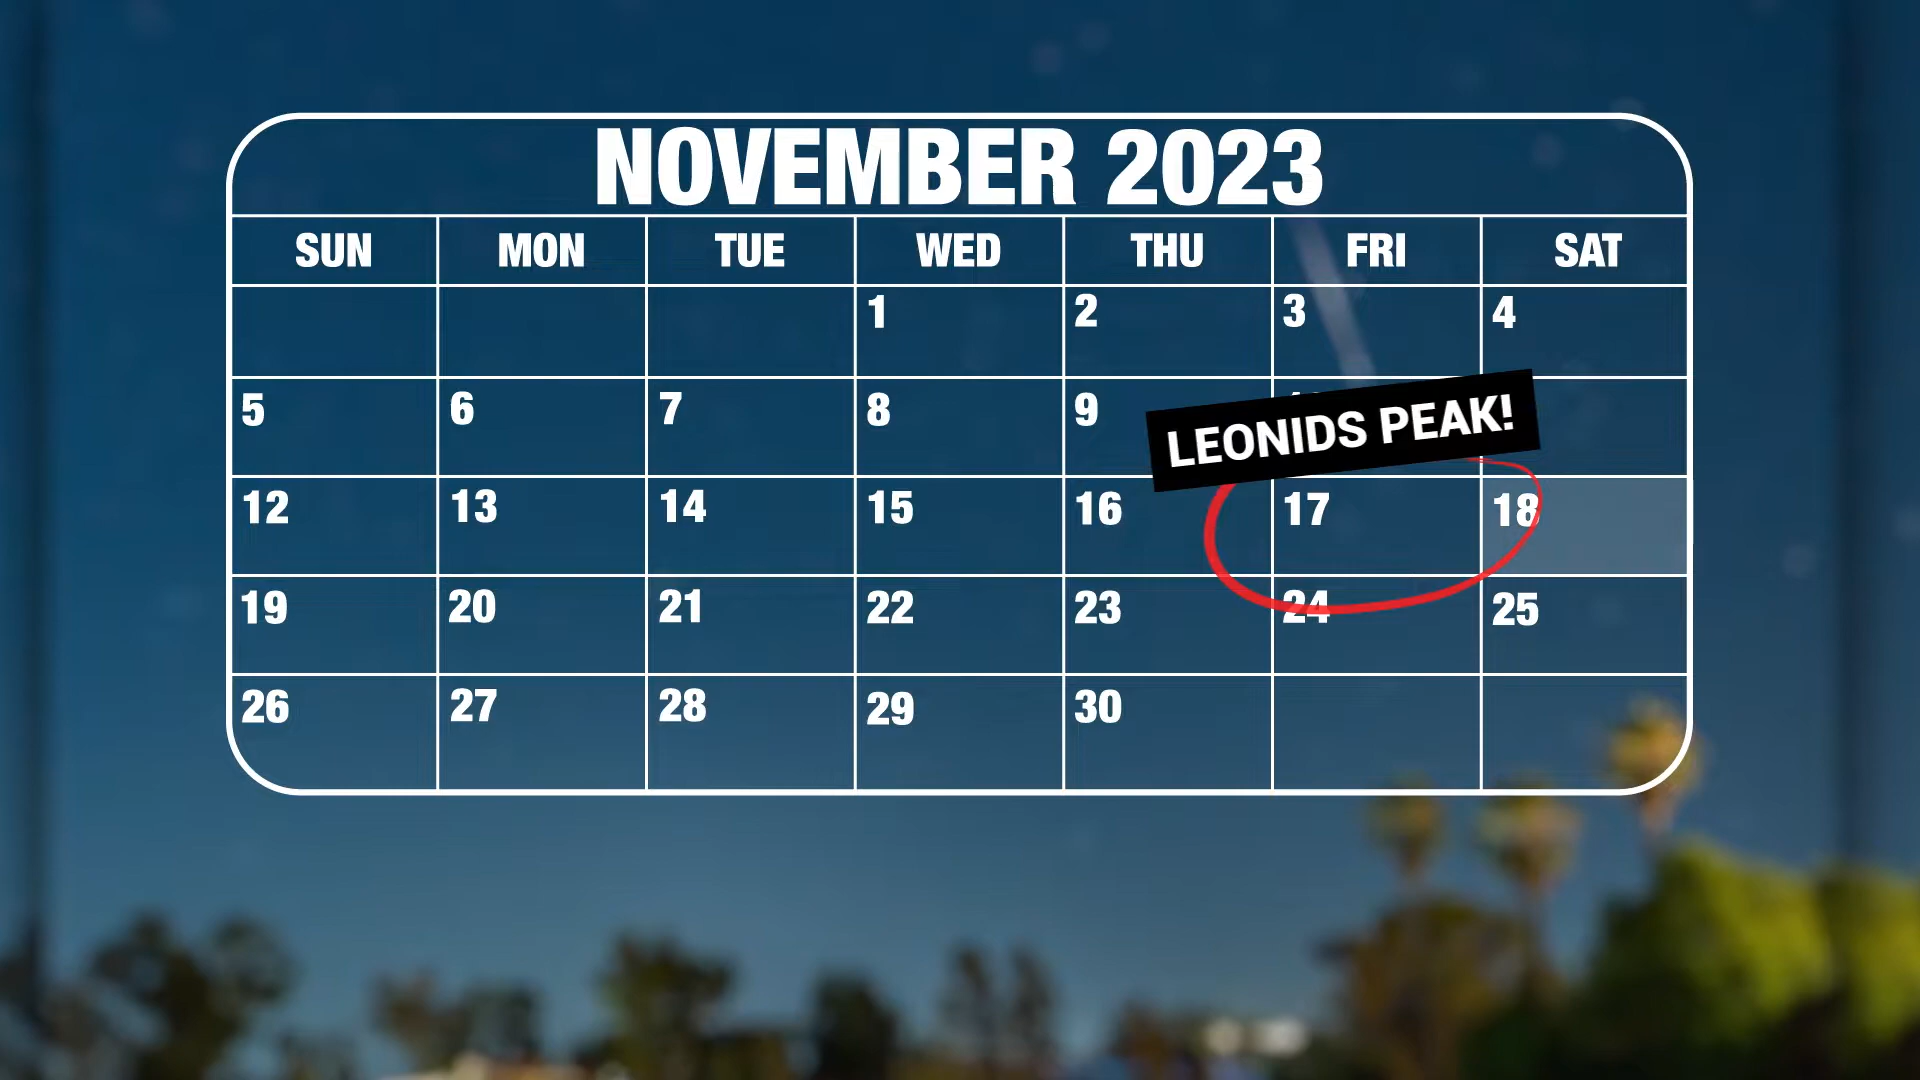 NOVEMBER 2023
SUN MON TUE WED THU FRI SAT
1 2 3 4
5 6 7 8 9
LEONIDS PEAK!
12 13 14 15 16 17 18
19 20 21 22 23 24 25
26 27 28 29 30